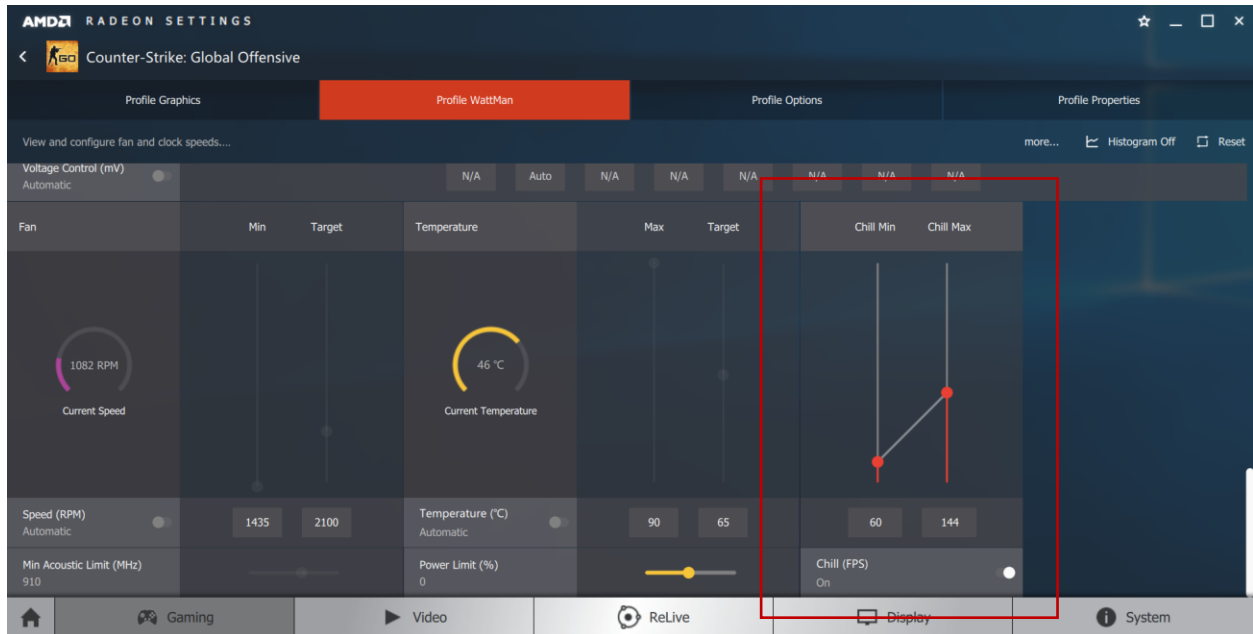 AMD RADEON SETTINGS
GO Counter-Strike: Global Offensive
Profile Graphics Profile WattMan Profile Options Profile Properties
View and configure fan and clock speeds.... more... Histogram Off Reset
Voltage Control (mV)
Automatic
N/A Auto N/A N/A N/A N/A N/A N/A
Fan Min Target Temperature Max Target Chill Min Chill Max
1082 RPM 46 °C
Current Speed Current Temperature
Speed (RPM)
Automatic
1435 2100
Temperature (°C)
Automatic
90 65 60 144
Min Acoustic Limit (MHz)
910
Power Limit (%)
0
Chill (FPS)
On
Gaming Video ReLive Display System